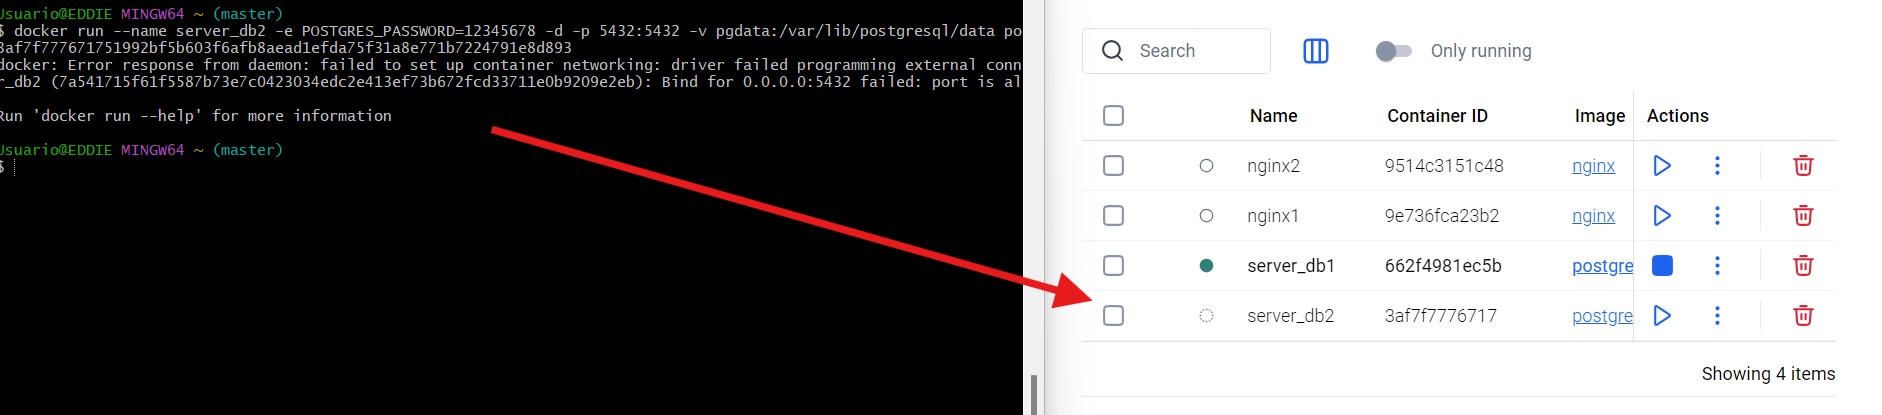 Usuario@EDDIE MINGW64 ~ (master)
$ docker run --name server_db2 -e POSTGRES_PASSWORD=12345678 -d -p 5432:5432 -v pgdata:/var/lib/postgresql/data po
3af7f777671751992bf5b603f6afb8aead1efda75f31a8e771b7224791e8d893
docker: Error response from daemon: failed to set up container networking: driver failed programming external conn
r_db2 (7a541715f61f5587b73e7c0423034edc2e413ef73b672fcd33711e0b9209e2eb): Bind for 0.0.0.0:5432 failed: port is al
Run 'docker run --help' for more information
Usuario@EDDIE MINGW64 ~ (master)
$
Search
Only running
Name Container ID Image Actions
nginx2 9514c3151c48 nginx
nginx1 9e736fca23b2 nginx
server_db1 662f4981ec5b postgre
server_db2 3af7f7776717 postgre
Showing 4 items